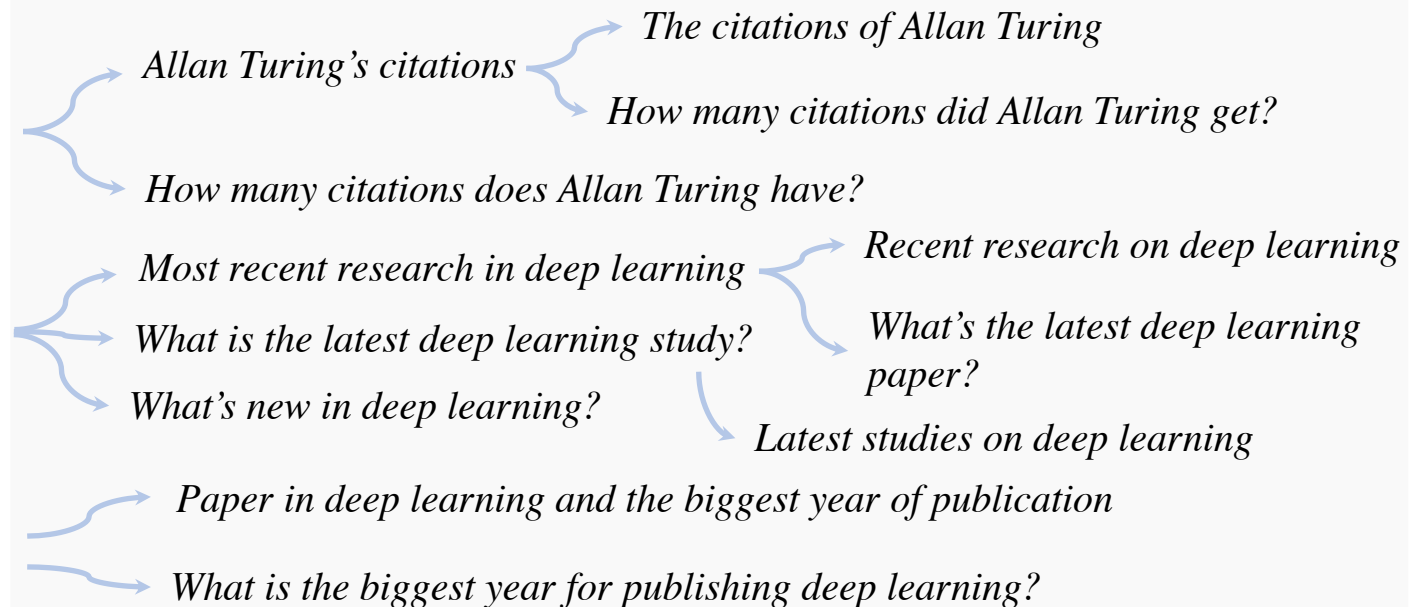 The citations of Allan Turing
Allan Turing’s citations
How many citations did Allan Turing get?
How many citations does Allan Turing have?
Recent research on deep learning
Most recent research in deep learning
What’s the latest deep learning
paper?
What is the latest deep learning study?
What’s new in deep learning?
Latest studies on deep learning
Paper in deep learning and the biggest year of publication
What is the biggest year for publishing deep learning?